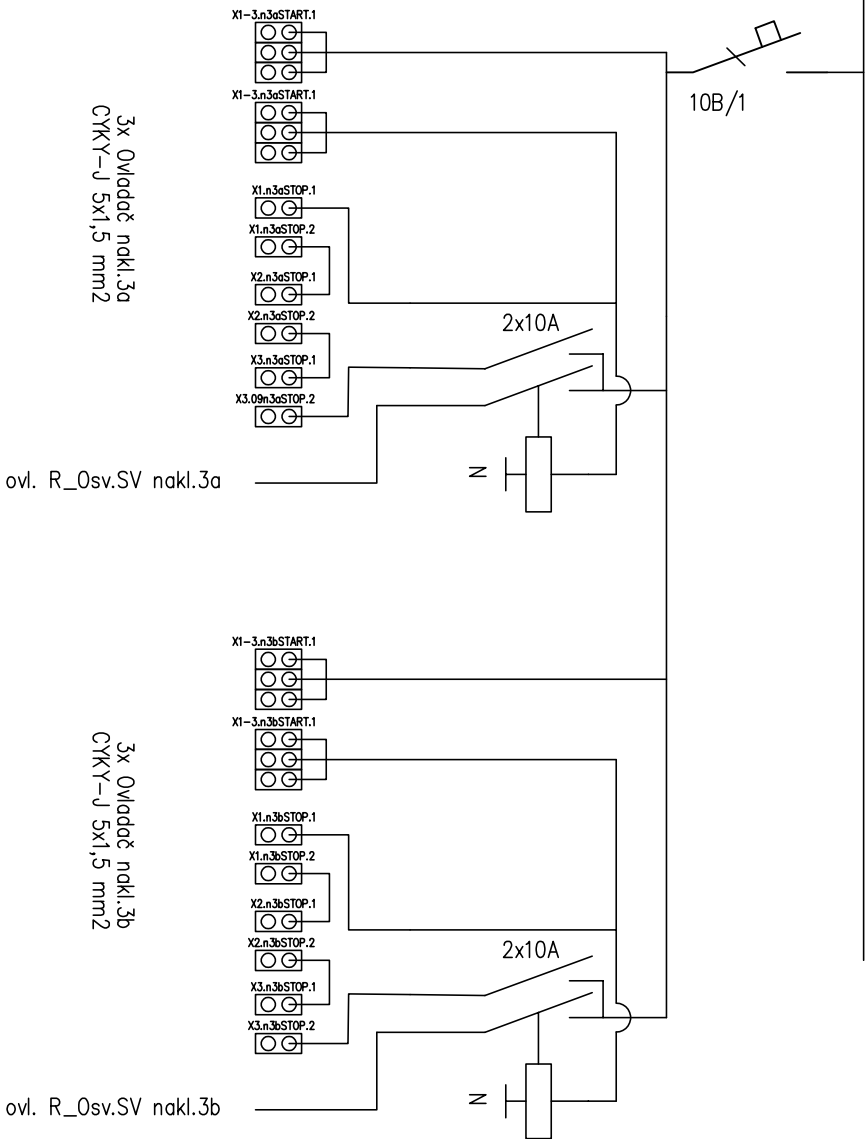 X1-3.n3aSTART.1
10B/1
X1-3.n3aSTART.1
3x Ovladač nakl.3a
CYKY-J 5x1,5 mm2
X1.n3aSTOP.1
X1.n3aSTOP.2
X2.n3aSTOP.1
X2.n3aSTOP.2
2x10A
X3.n3aSTOP.1
X3.09n3aSTOP.2
ovl. R_Osv.SV nakl.3a
N
X1-3.n3bSTART.1
X1-3.n3bSTART.1
3x Ovladač nakl.3b
CYKY-J 5x1,5 mm2
X1.n3bSTOP.1
X1.n3bSTOP.2
X2.n3bSTOP.1
X2.n3bSTOP.2
2x10A
X3.n3bSTOP.1
X3.n3bSTOP.2
ovl. R_Osv.SV nakl.3b
N